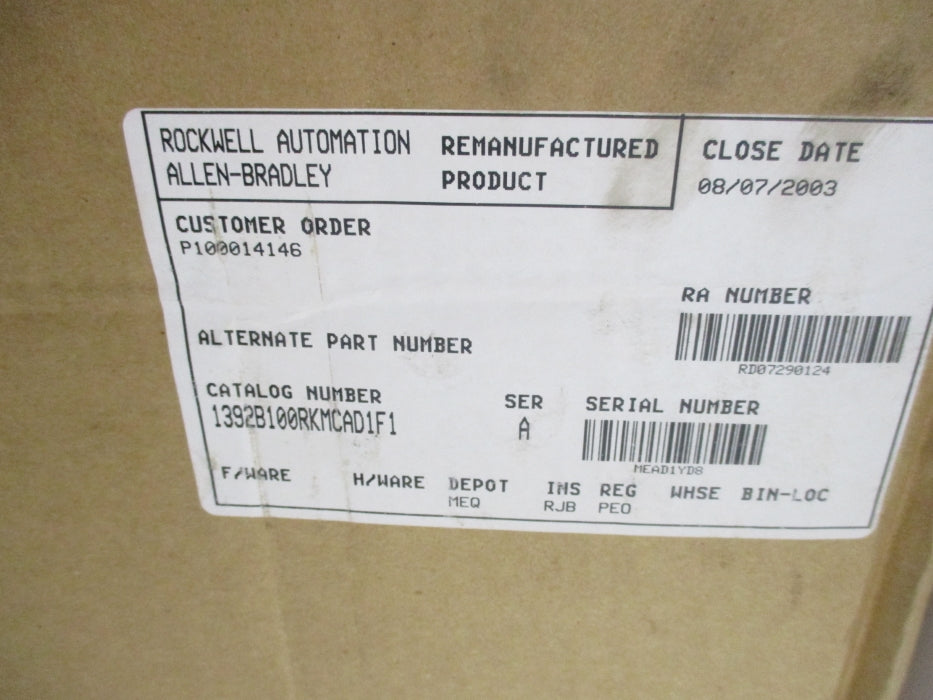 ROCKWELL AUTOMATION REMANUFACTURED CLOSE DATE
ALLEN-BRADLEY PRODUCT 08/07/2003
CUSTOMER ORDER
P100014146
RA NUMBER
ALTERNATE PART NUMBER
RD07290124
CATALOG NUMBER SER SERIAL NUMBER
1392B100RKMCAD1F1 A
MEAD1YD8
F/WARE H/WARE DEPOT INS REG WHSE BIN-LOC
MEQ RJB PEO